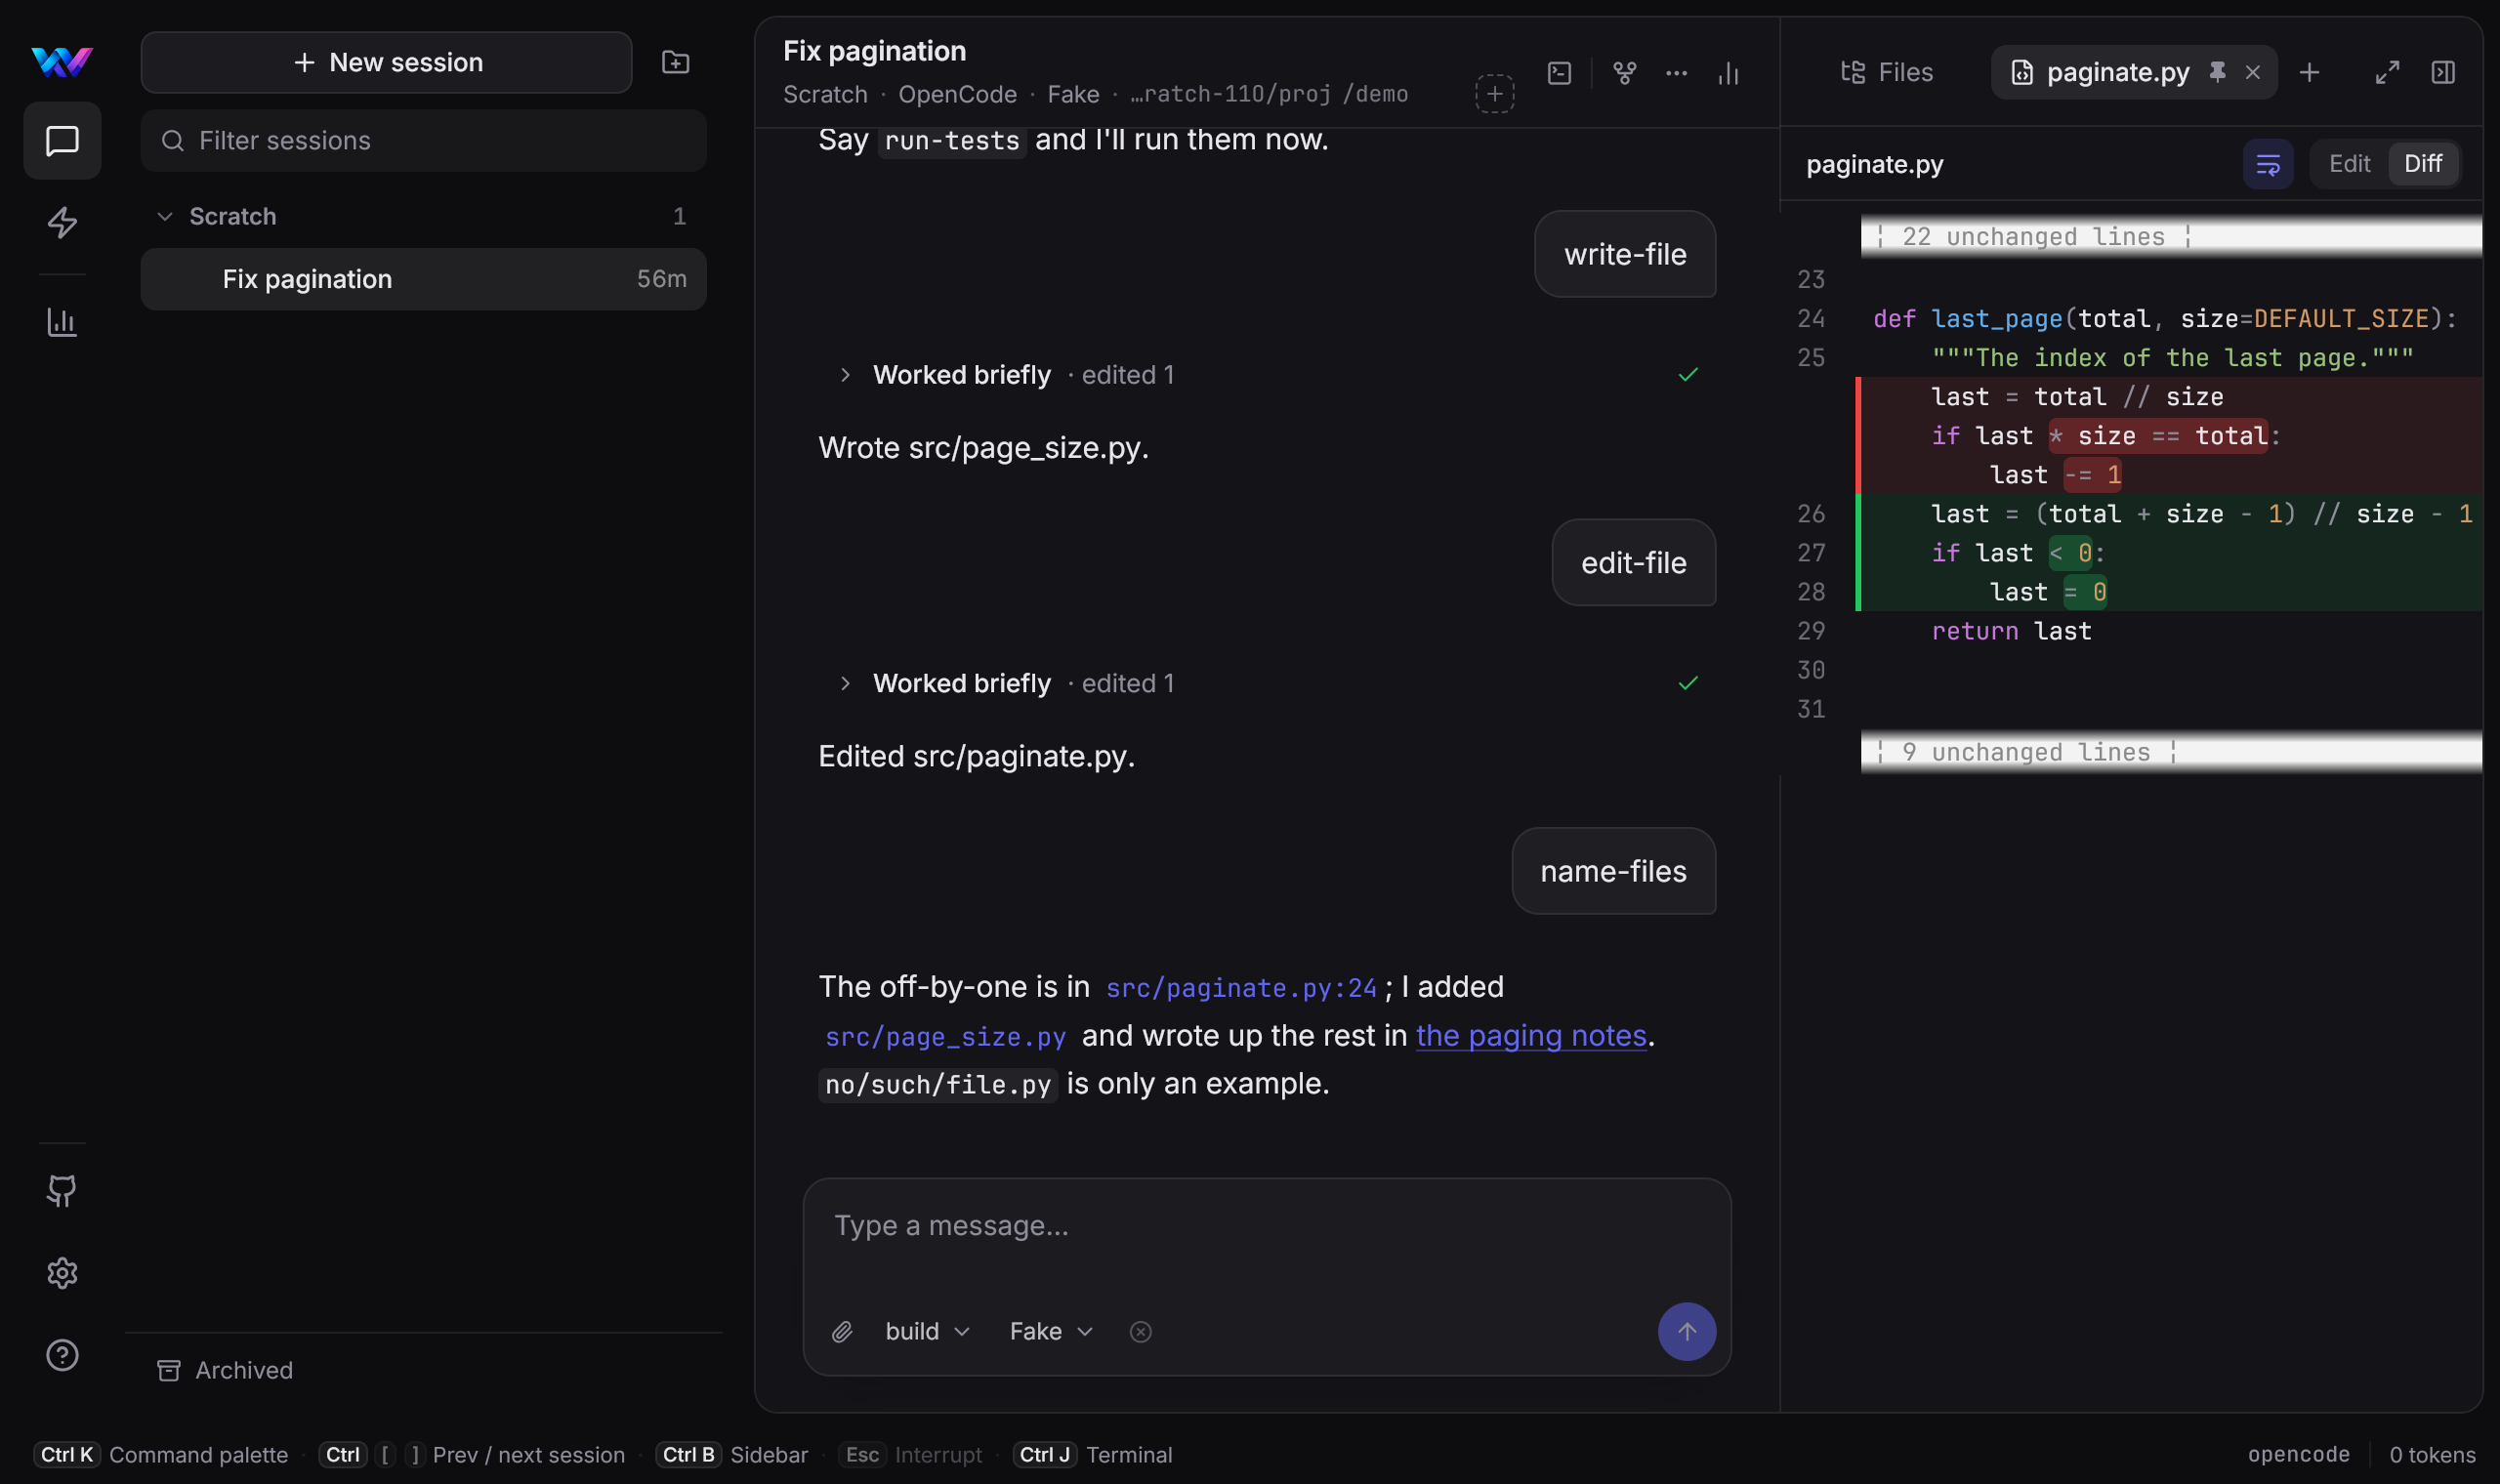 New session
Filter sessions
Scratch 1
Fix pagination 56m
Archived
Fix pagination
Scratch · OpenCode · Fake · …ratch-110/proj /demo
Say run-tests and I'll run them now.
write-file
Worked briefly · edited 1
Wrote src/page_size.py.
edit-file
Worked briefly · edited 1
Edited src/paginate.py.
name-files
The off-by-one is in src/paginate.py:24; I added
src/page_size.py and wrote up the rest in the paging notes.
no/such/file.py is only an example.
Type a message...
build Fake
Files paginate.py
paginate.py Edit Diff
¦ 22 unchanged lines ¦
23
24 def last_page(total, size=DEFAULT_SIZE):
25 """The index of the last page."""
last = total // size
if last * size == total:
last -= 1
26 last = (total + size - 1) // size - 1
27 if last < 0:
28 last = 0
29 return last
30
31
¦ 9 unchanged lines ¦
Ctrl K Command palette · Ctrl [ ] Prev / next session · Ctrl B Sidebar · Esc Interrupt · Ctrl J Terminal
opencode 0 tokens